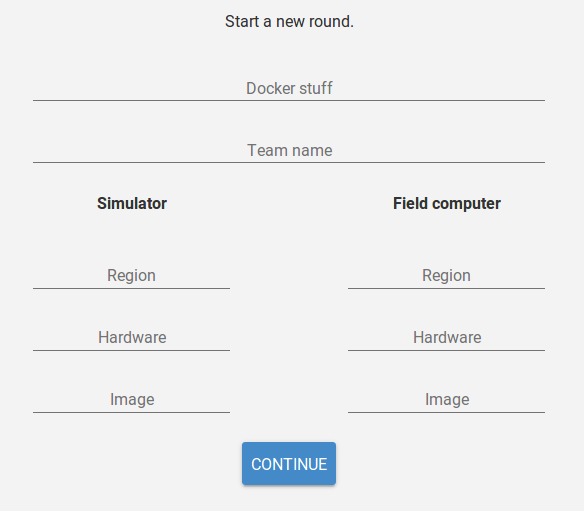 Start a new round.
Docker stuff
Team name
Simulator
Field computer
Region
Region
Hardware
Hardware
Image
Image
CONTINUE